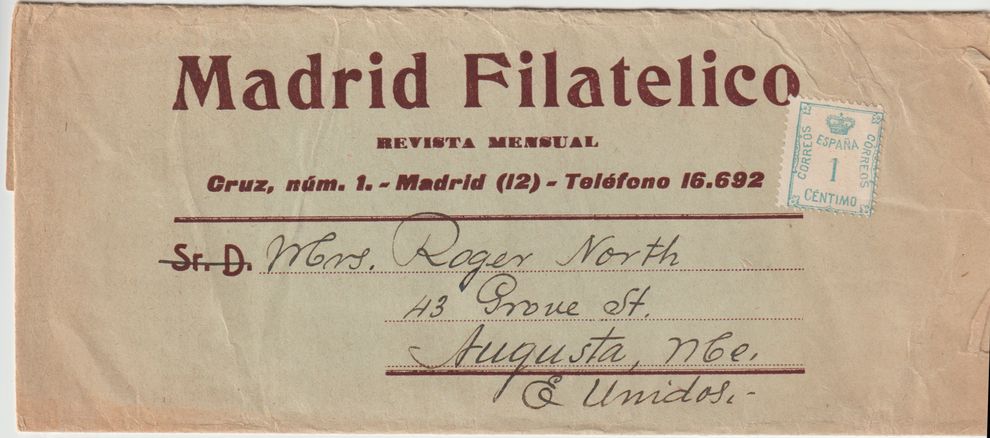 Madrid Filatelico
REVISTA MENSUAL
Cruz, núm. 1. - Madrid (12) - Teléfono 16.692
CORREOS
ESPAÑA
1
CÉNTIMO
CORREOS
Sr. D. Mrs. Roger North
43 Grove St.
Augusta, Me.
E Unidos.-